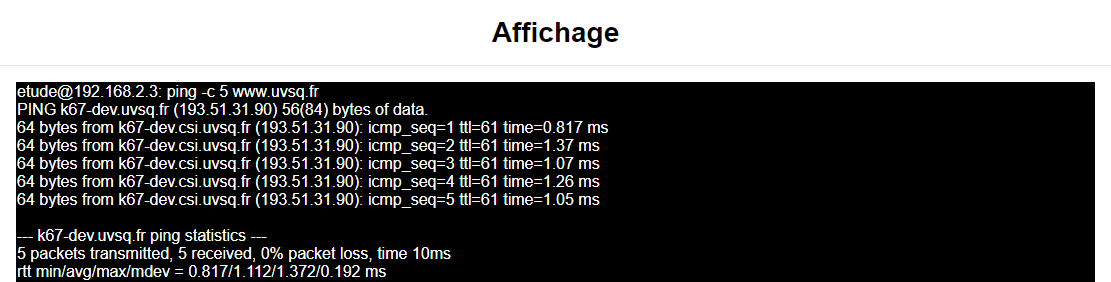 Affichage
etude@192.168.2.3: ping -c 5 www.uvsq.fr
PING k67-dev.uvsq.fr (193.51.31.90) 56(84) bytes of data.
64 bytes from k67-dev.csi.uvsq.fr (193.51.31.90): icmp_seq=1 ttl=61 time=0.817 ms
64 bytes from k67-dev.csi.uvsq.fr (193.51.31.90): icmp_seq=2 ttl=61 time=1.37 ms
64 bytes from k67-dev.csi.uvsq.fr (193.51.31.90): icmp_seq=3 ttl=61 time=1.07 ms
64 bytes from k67-dev.csi.uvsq.fr (193.51.31.90): icmp_seq=4 ttl=61 time=1.26 ms
64 bytes from k67-dev.csi.uvsq.fr (193.51.31.90): icmp_seq=5 ttl=61 time=1.05 ms
--- k67-dev.uvsq.fr ping statistics ---
5 packets transmitted, 5 received, 0% packet loss, time 10ms
rtt min/avg/max/mdev = 0.817/1.112/1.372/0.192 ms